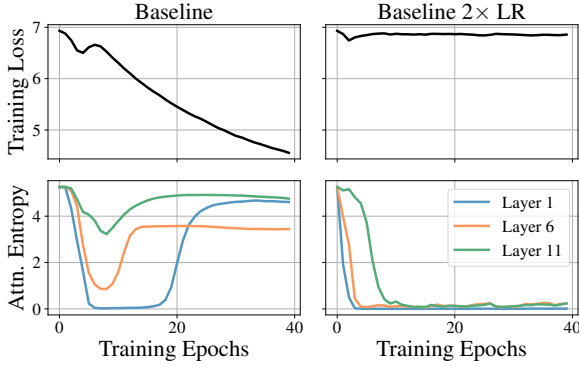 Baseline
Baseline 2× LR
Training Loss
7
6
5
Attn. Entropy
4
2
0
Layer 1
Layer 6
Layer 11
0
20
40
0
20
40
Training Epochs
Training Epochs